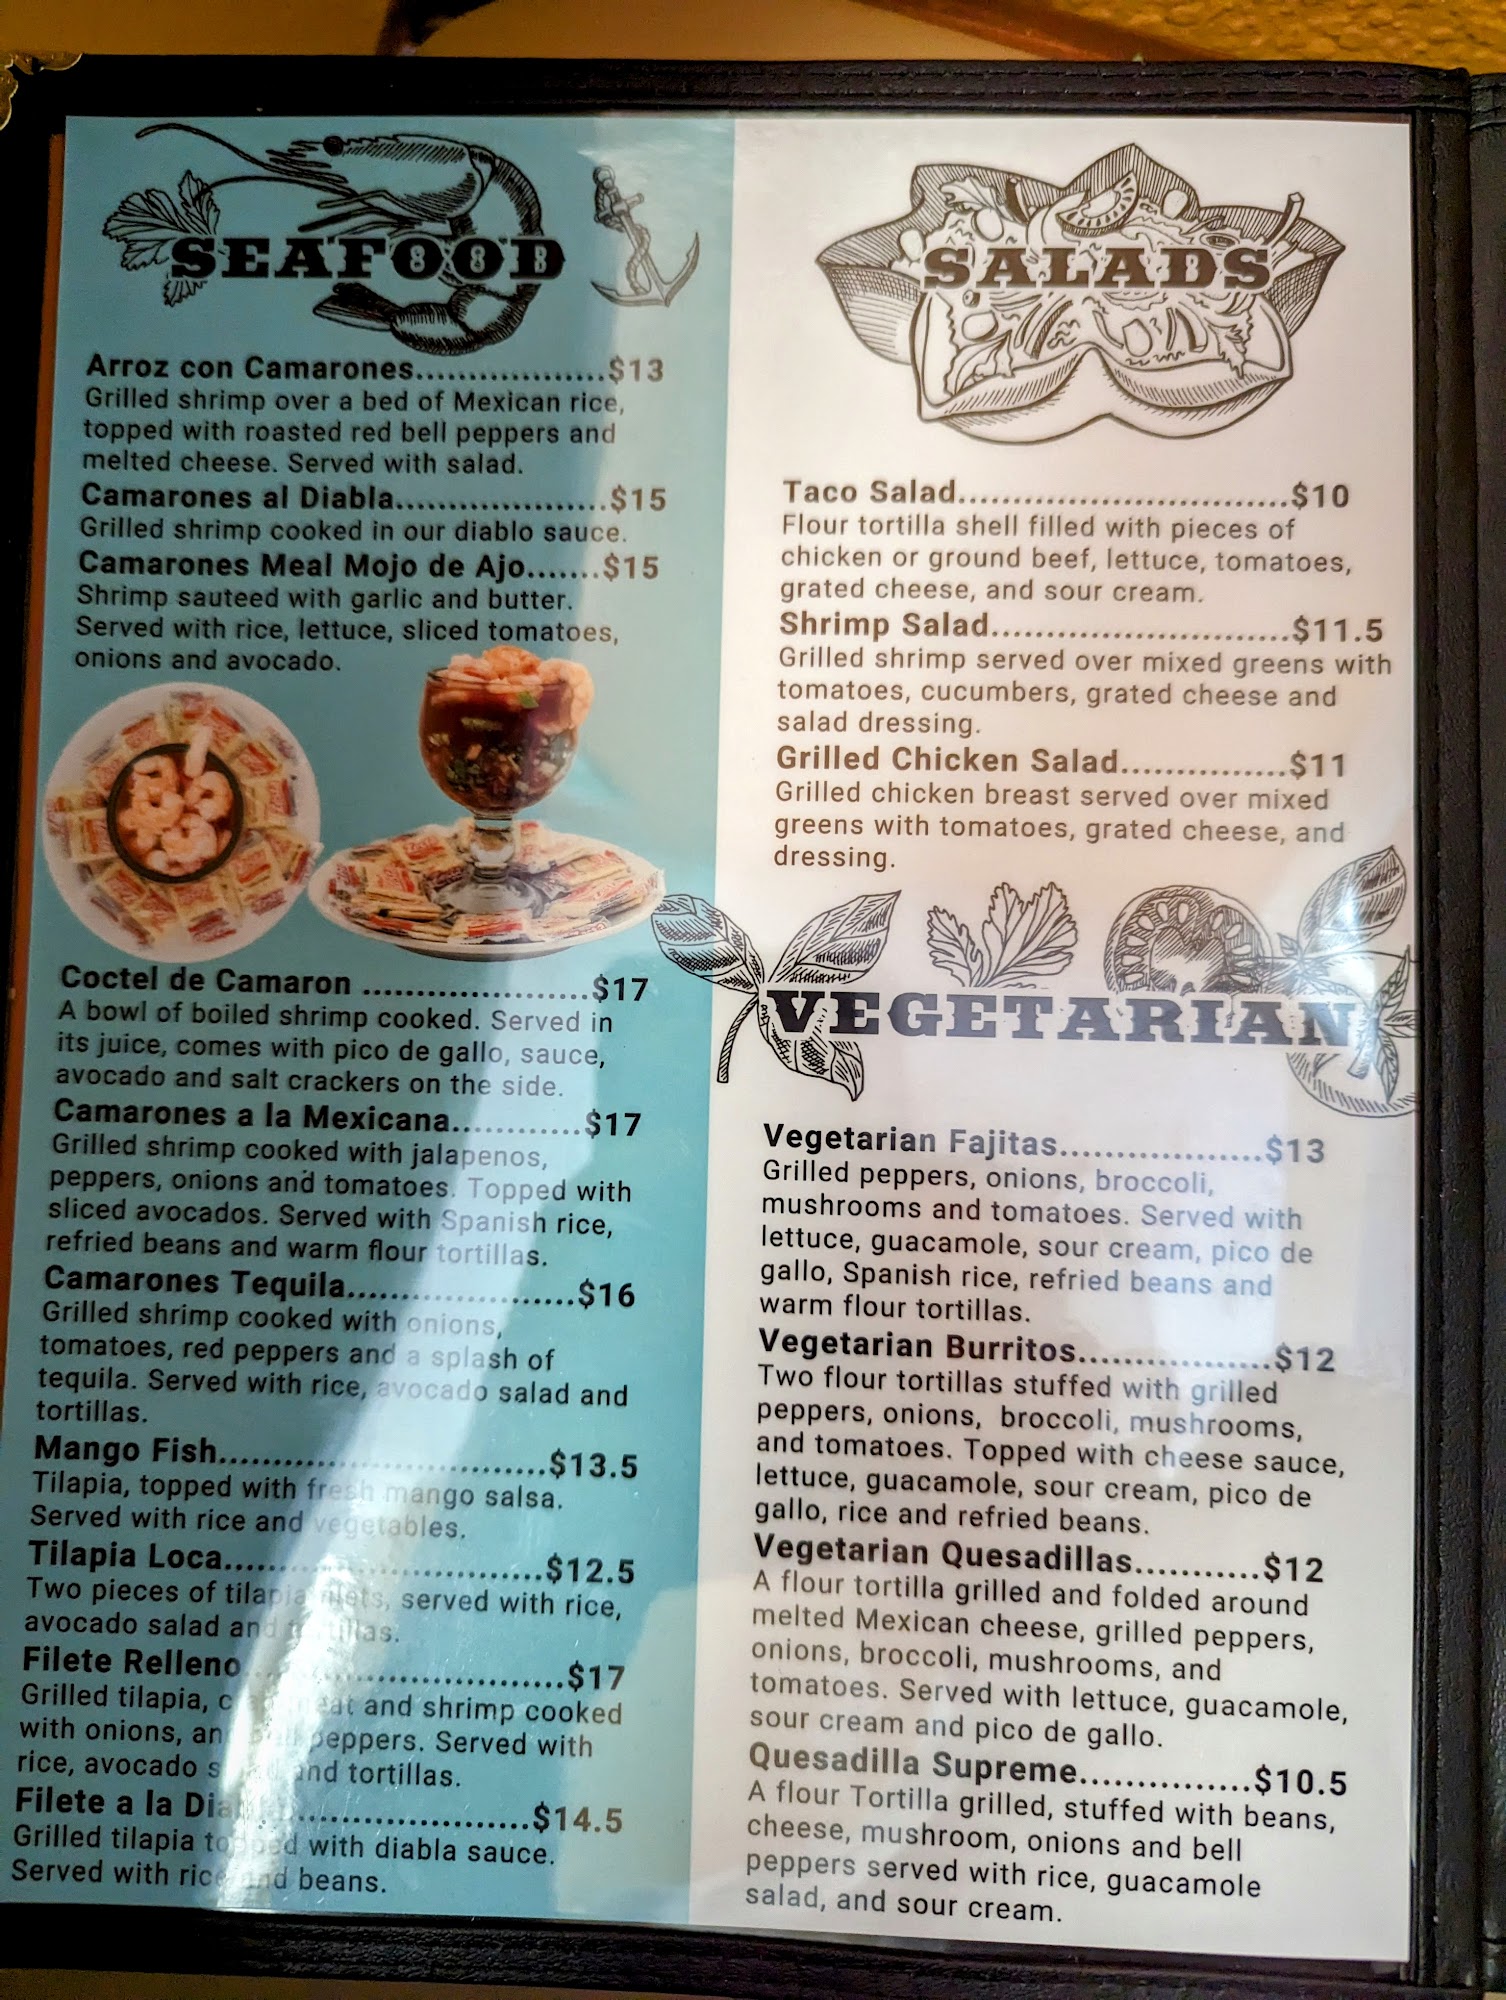 SEAFOOD
Arroz con Camarones...................$13
Grilled shrimp over a bed of Mexican rice,
topped with roasted red bell peppers and
melted cheese. Served with salad.
Camarones al Diabla.....................$15
Grilled shrimp cooked in our diablo sauce.
Camarones Meal Mojo de Ajo.......$15
Shrimp sauteed with garlic and butter.
Served with rice, lettuce, sliced tomatoes,
onions and avocado.
Coctel de Camaron ......................$17
A bowl of boiled shrimp cooked. Served in
its juice, comes with pico de gallo, sauce,
avocado and salt crackers on the side.
Camarones a la Mexicana.............$17
Grilled shrimp cooked with jalapenos,
peppers, onions and tomatoes. Topped with
sliced avocados. Served with Spanish rice,
refried beans and warm flour tortillas.
Camarones Tequila.......................$16
Grilled shrimp cooked with onions,
tomatoes, red peppers and a splash of
tequila. Served with rice, avocado salad and
tortillas.
Mango Fish.................................$13.5
Tilapia, topped with fresh mango salsa.
Served with rice and vegetables.
Tilapia Loca................................$12.5
Two pieces of tilapia filets, served with rice,
avocado salad and tortillas.
Filete Relleno................................$17
Grilled tilapia, and shrimp cooked
with onions, and peppers. Served with
rice, avocado and tortillas.
Filete a la Diabla........................$14.5
Grilled tilapia topped with diabla sauce.
Served with rice and beans.
SALADS
Taco Salad.................................$10
Flour tortilla shell filled with pieces of
chicken or ground beef, lettuce, tomatoes,
grated cheese, and sour cream.
Shrimp Salad..............................$11.5
Grilled shrimp served over mixed greens with
tomatoes, cucumbers, grated cheese and
salad dressing.
Grilled Chicken Salad................$11
Grilled chicken breast served over mixed
greens with tomatoes, grated cheese, and
dressing.
VEGETARIAN
Vegetarian Fajitas....................$13
Grilled peppers, onions, broccoli,
mushrooms and tomatoes. Served with
lettuce, guacamole, sour cream, pico de
gallo, Spanish rice, refried beans and
warm flour tortillas.
Vegetarian Burritos...................$12
Two flour tortillas stuffed with grilled
peppers, onions, broccoli, mushrooms,
and tomatoes. Topped with cheese sauce,
lettuce, guacamole, sour cream, pico de
gallo, rice and refried beans.
Vegetarian Quesadillas............$12
A flour tortilla grilled and folded around
melted Mexican cheese, grilled peppers,
onions, broccoli, mushrooms, and
tomatoes. Served with lettuce, guacamole,
sour cream and pico de gallo.
Quesadilla Supreme.................$10.5
A flour Tortilla grilled, stuffed with beans,
cheese, mushroom, onions and bell
peppers served with rice, guacamole
salad, and sour cream.